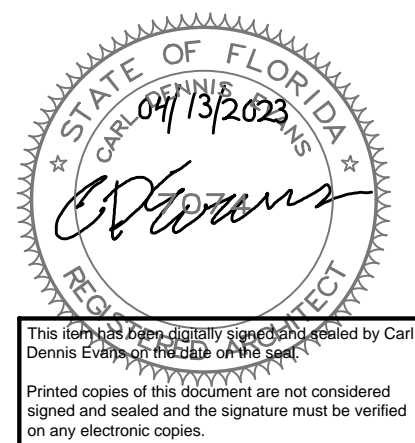 STATE OF FLORIDA
CARL DENNIS EVANS
04/13/2023
CDEvans
7074
REGISTERED ARCHITECT
This item has been digitally signed and sealed by Carl
Dennis Evans on the date on the seal.
Printed copies of this document are not considered
signed and sealed and the signature must be verified
on any electronic copies.